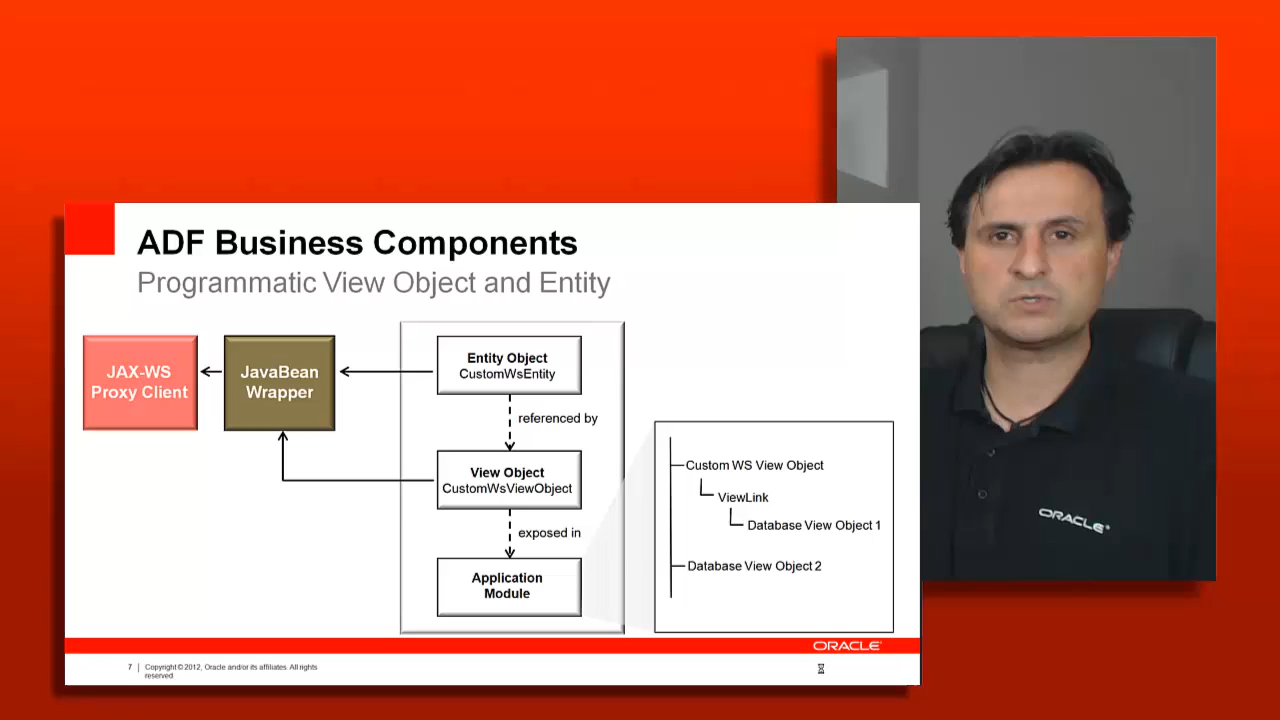 ADF Business Components
Programmatic View Object and Entity
JAX-WS
Proxy Client
JavaBean
Wrapper
Entity Object
CustomWsEntity
referenced by
View Object
CustomWsViewObject
exposed in
Application
Module
Custom WS View Object
ViewLink
Database View Object 1
Database View Object 2
ORACLE
7 | Copyright © 2012, Oracle and/or its affiliates. All rights
reserved.
ORACLE